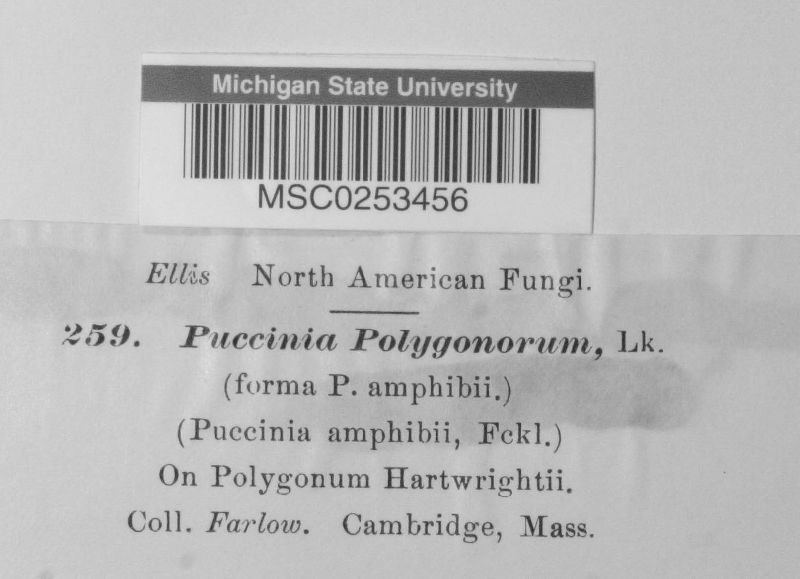 Michigan State University
MSC0253456
Ellis North American Fungi.
259. Puccinia Polygonorum, Lk.
(forma P. amphibii.)
(Puccinia amphibii, Fckl.)
On Polygonum Hartwrightii.
Coll. Farlow. Cambridge, Mass.